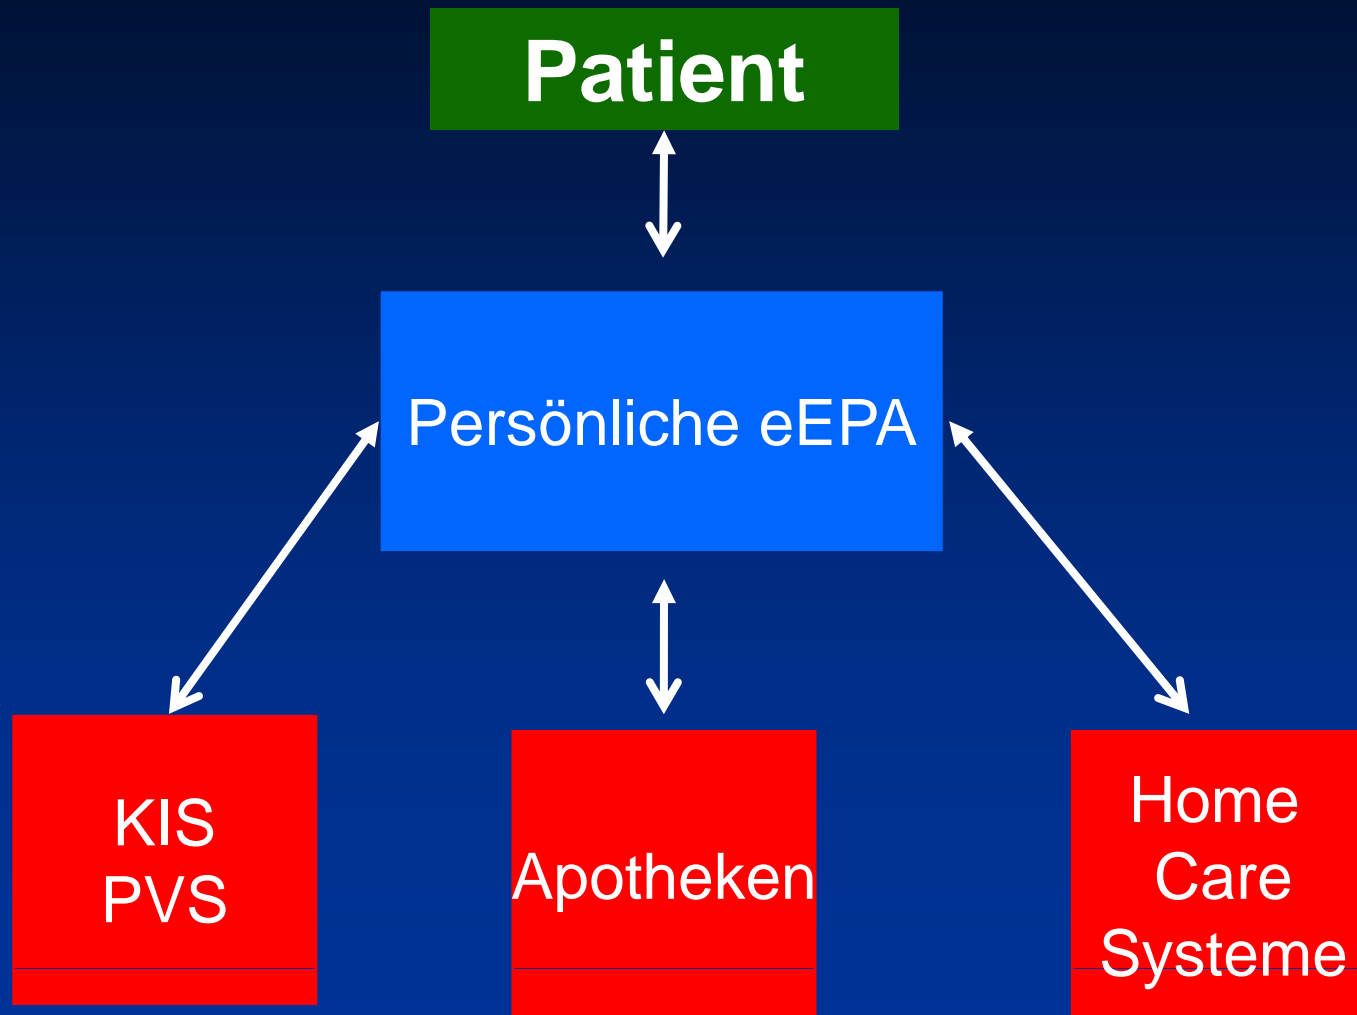 Patient
Persönliche eEPA
KIS
PVS
Apotheken
Home
Care
Systeme